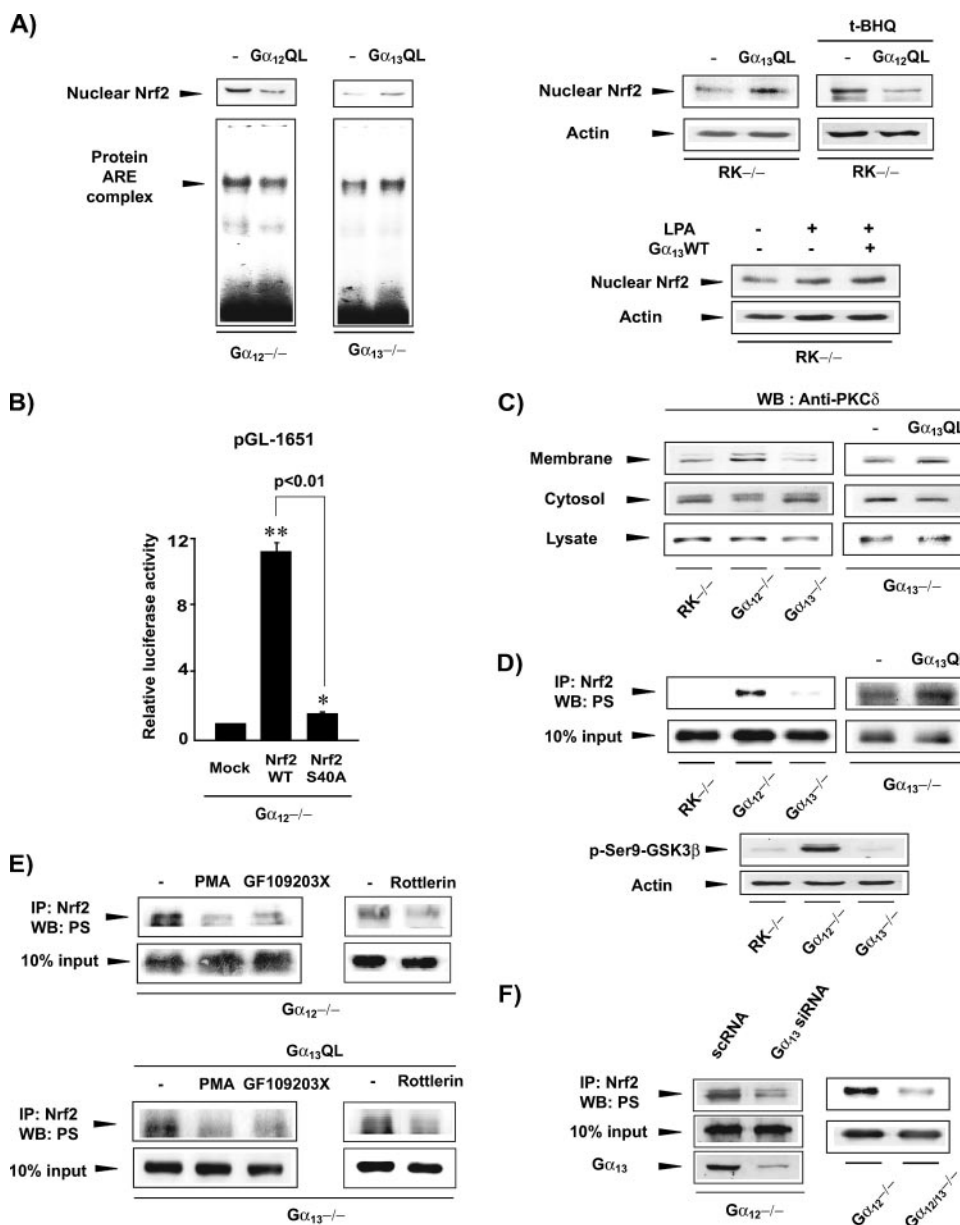 A)
- Gα12QL - Gα13QL
Nuclear Nrf2
Protein
ARE
complex
Gα12–/– Gα13–/–
t-BHQ
- Gα13QL - Gα12QL
Nuclear Nrf2
Actin
RK–/– RK–/–
LPA - + +
Gα13WT - - +
Nuclear Nrf2
Actin
RK–/–
B)
pGL-1651
p<0.01
**
*
Relative luciferase activity
12
8
4
0
Mock Nrf2 WT Nrf2 S40A
Gα12–/–
C)
WB : Anti-PKCδ
- Gα13QL
Membrane
Cytosol
Lysate
RK–/– Gα12–/– Gα13–/– Gα13–/–
D)
- Gα13QL
IP: Nrf2
WB: PS
10% input
RK–/– Gα12–/– Gα13–/– Gα13–/–
p-Ser9-GSK3β
Actin
RK–/– Gα12–/– Gα13–/–
E)
- PMA GF109203X - Rottlerin
IP: Nrf2
WB: PS
10% input
Gα12–/–
Gα13QL
- PMA GF109203X - Rottlerin
IP: Nrf2
WB: PS
10% input
Gα13–/–
F)
scRNA Gα13 siRNA
IP: Nrf2
WB: PS
10% input
Gα13
Gα12–/– Gα12–/– Gα12/13–/–